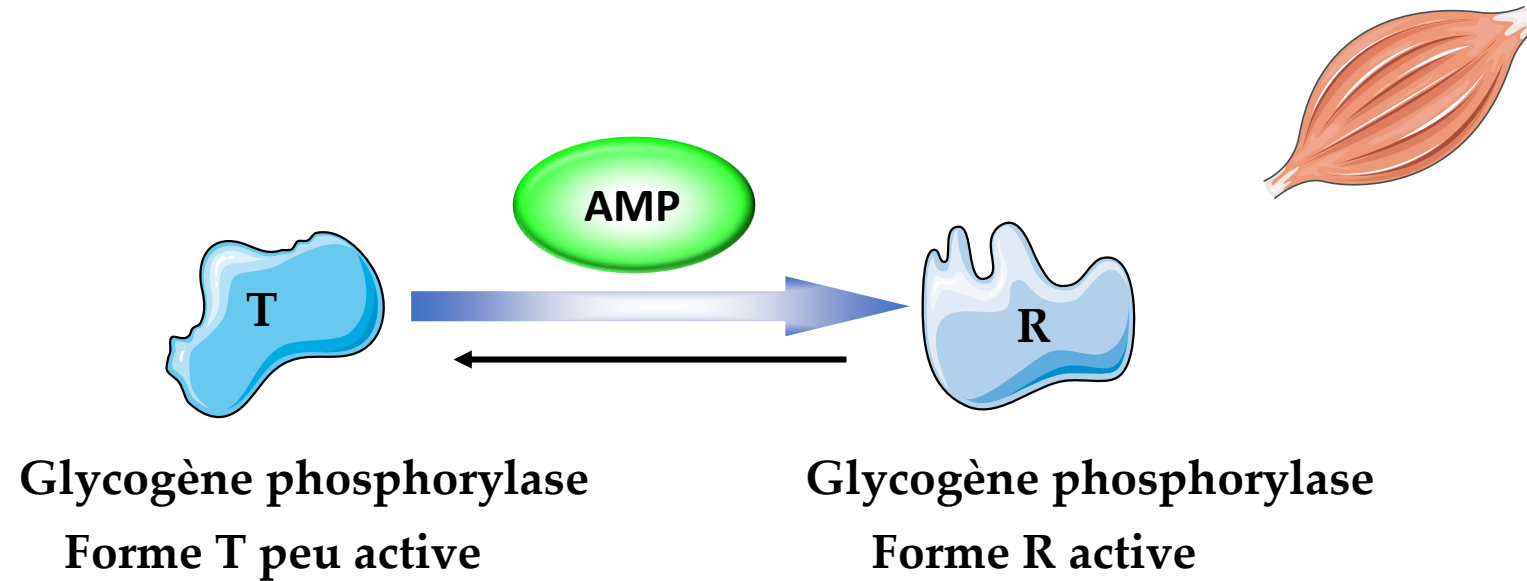 AMP
T
R
Glycogène phosphorylase
Forme T peu active
Glycogène phosphorylase
Forme R active